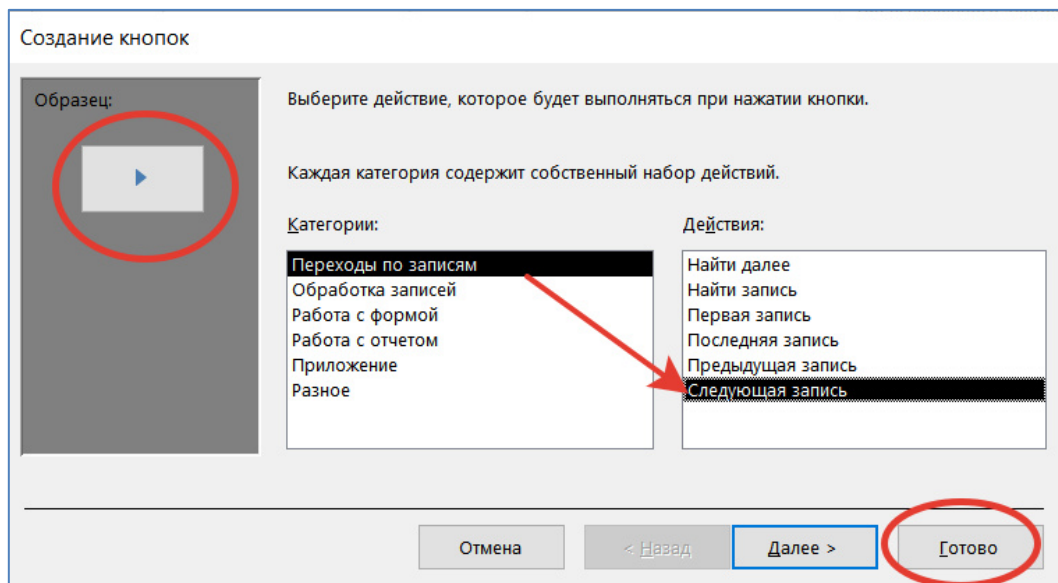 Создание кнопок
Образец:
Выберите действие, которое будет выполняться при нажатии кнопки.
Каждая категория содержит собственный набор действий.
Категории:
Переходы по записям
Обработка записей
Работа с формой
Работа с отчетом
Приложение
Разное
Действия:
Найти далее
Найти запись
Первая запись
Последняя запись
Предыдущая запись
Следующая запись
Отмена
< Назад
Далее >
Готово